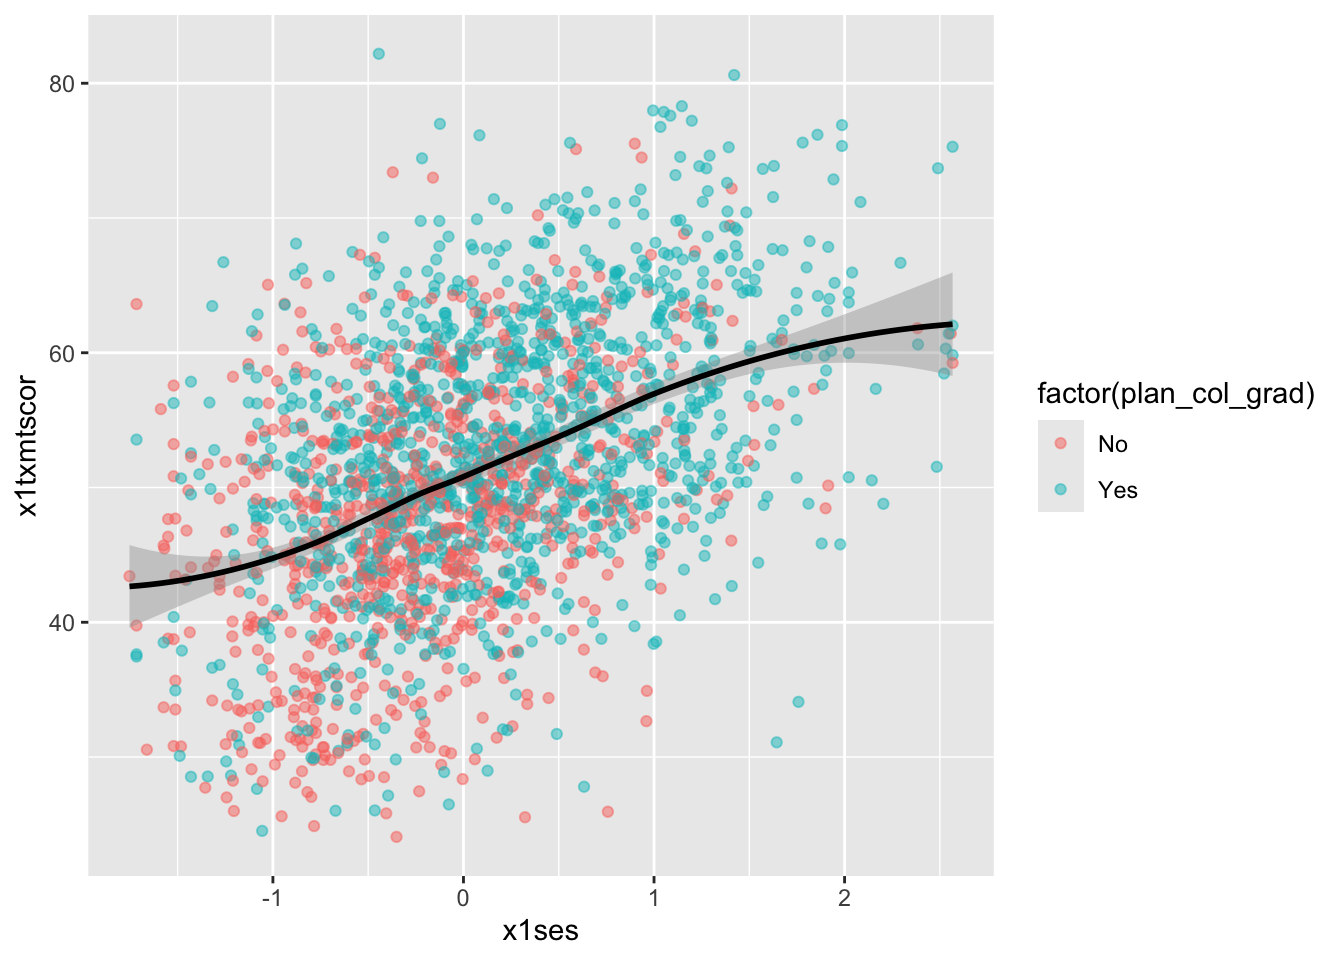 80
60
40
x1txmtscor
-1
0
1
2
x1ses
factor(plan_col_grad)
No
Yes